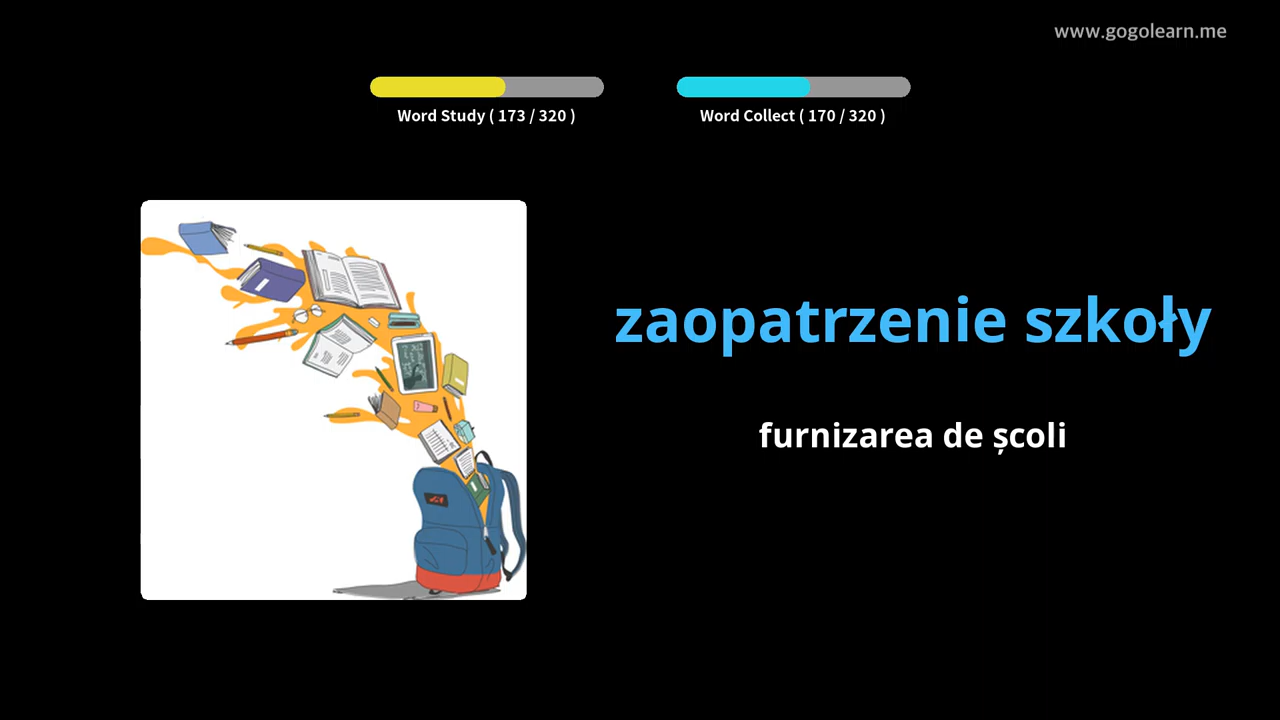 www.gogolearn.me
Word Study ( 173 / 320 )
Word Collect ( 170 / 320 )
zaopatrzenie szkoły
furnizarea de școli